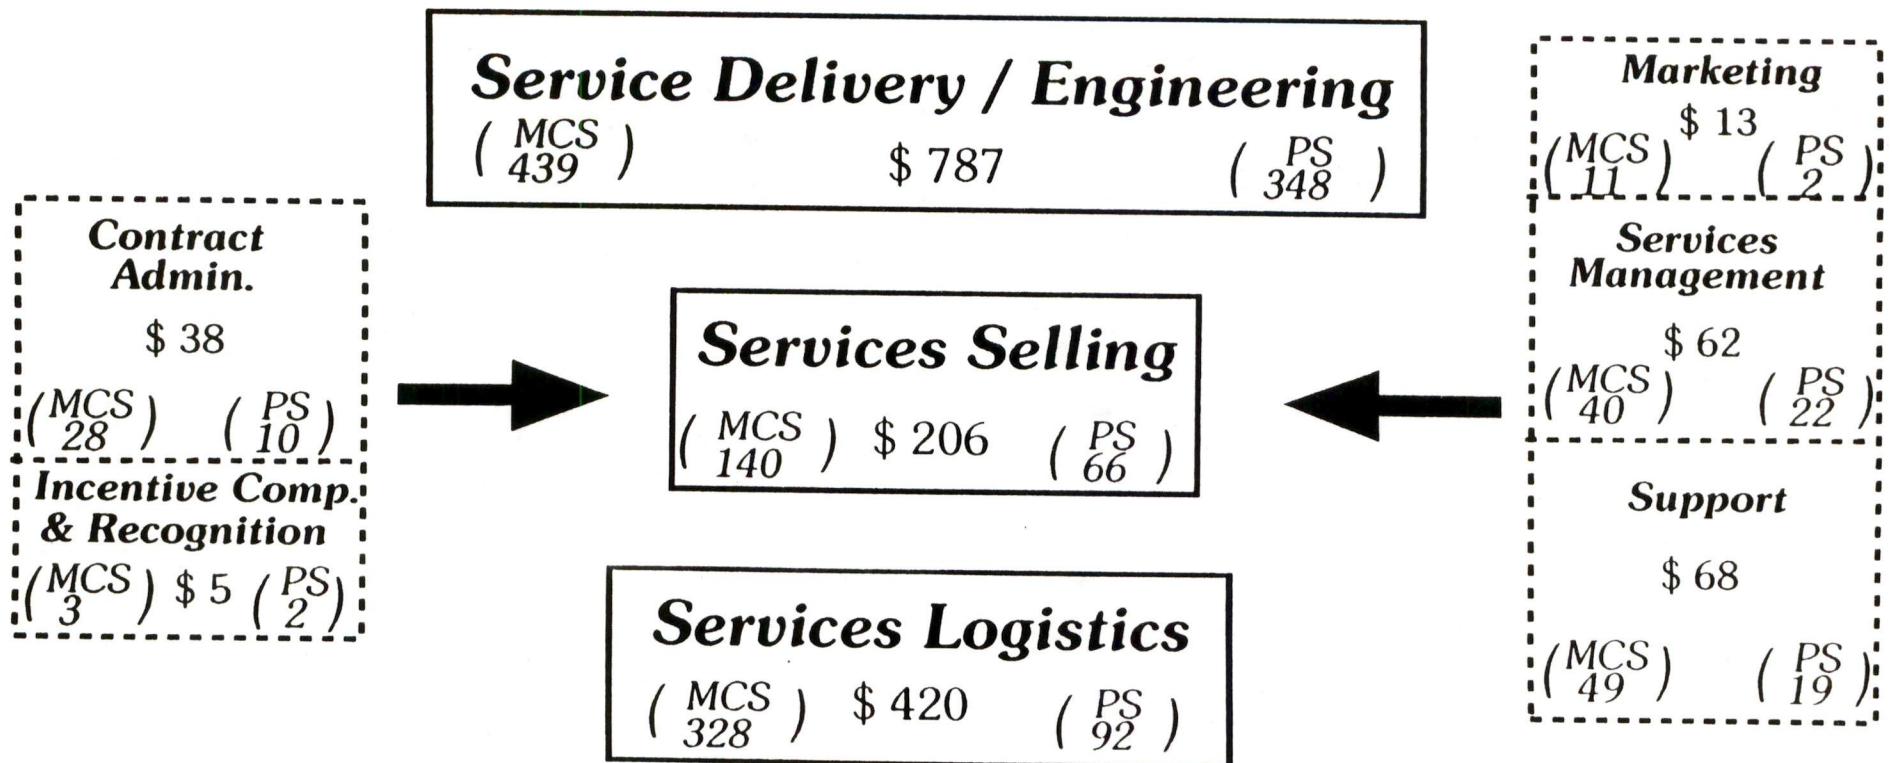 Service Delivery / Engineering
( MCS 439 ) $ 787 ( PS 348 )
Contract
Admin.
$ 38
( MCS 28 ) ( PS 10 )
Incentive Comp.
& Recognition
( MCS 3 ) $ 5 ( PS 2 )
Services Selling
( MCS 140 ) $ 206 ( PS 66 )
Services Logistics
( MCS 328 ) $ 420 ( PS 92 )
Marketing
$ 13
( MCS 11 ) ( PS 2 )
Services
Management
$ 62
( MCS 40 ) ( PS 22 )
Support
$ 68
( MCS 49 ) ( PS 19 )